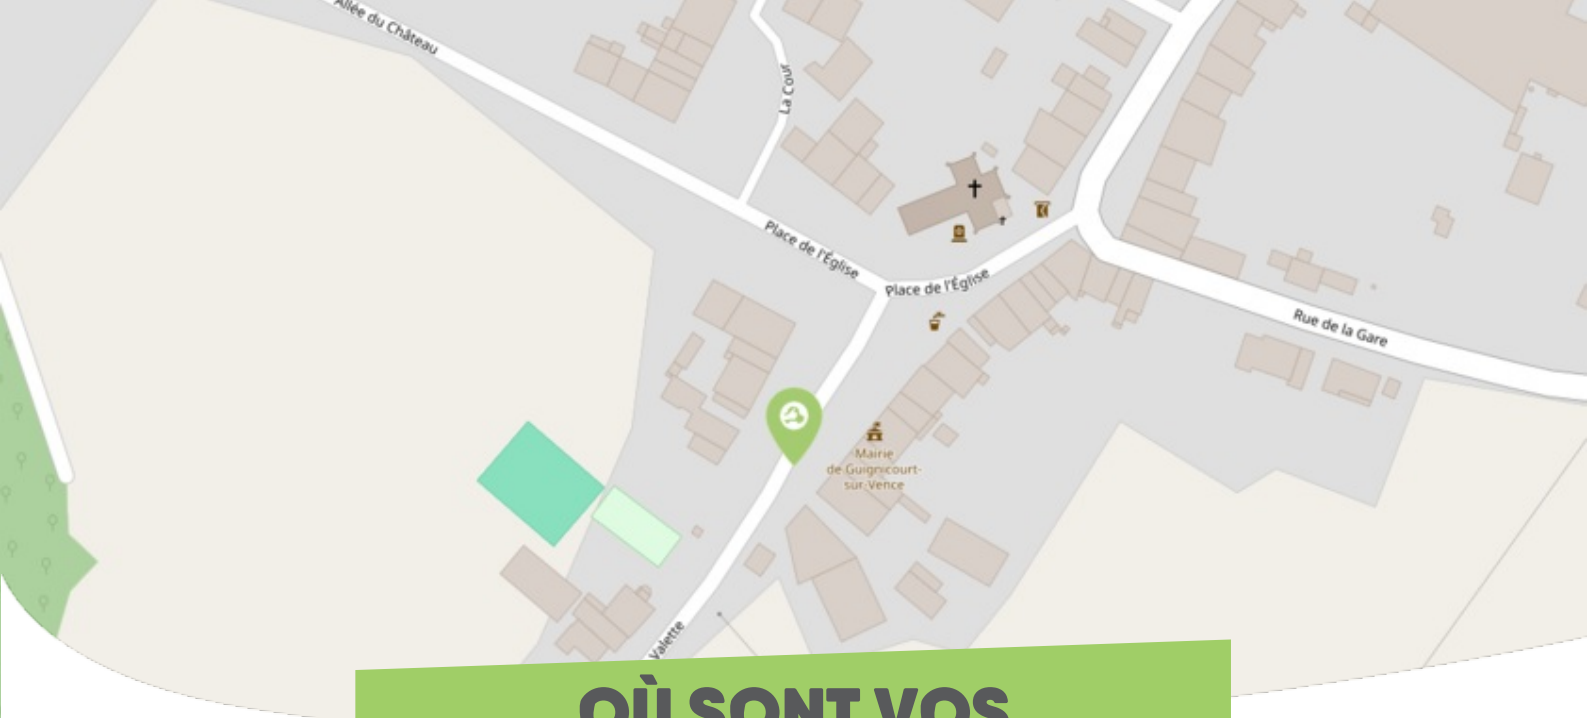 Allée du Château
La Cour
Place de l'Église
Place de l'Église
Rue de la Gare
Mairie
de Guignicourt-
sur-Vence
Valette
OÙ SONT VOS